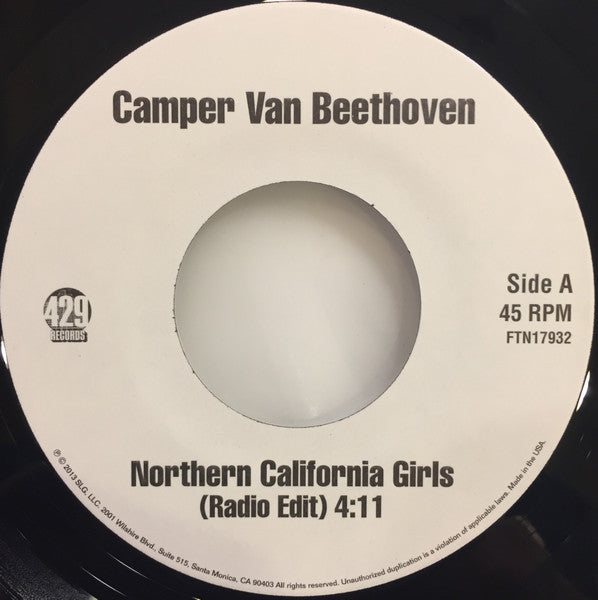 Camper Van Beethoven
429
RECORDS
Side A
45 RPM
FTN17932
Northern California Girls
(Radio Edit) 4:11
℗ © 2013 SLG, LLC. 2001 Wilshire Blvd., Suite 515, Santa Monica, CA 90403 All rights reserved. Unauthorized duplication is a violation of applicable laws. Made in the USA.